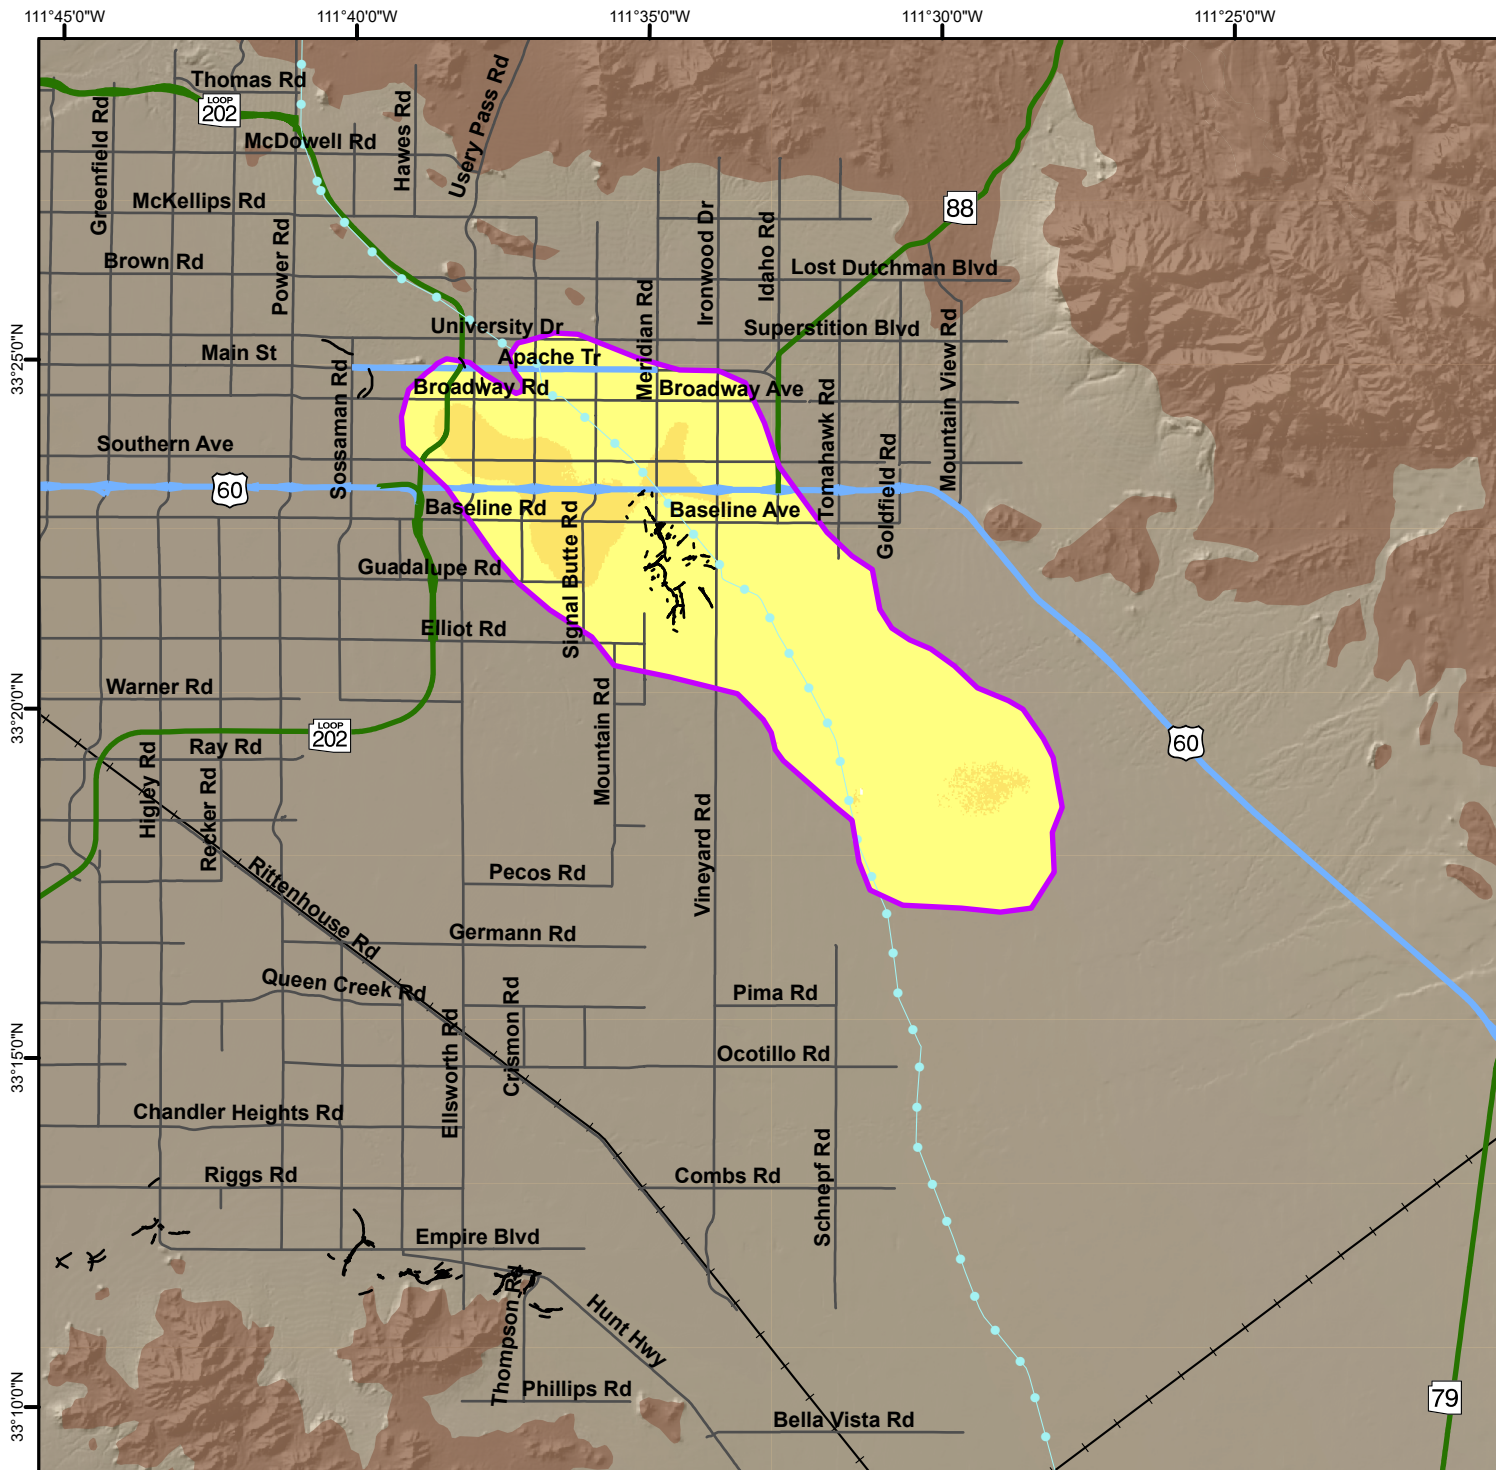 111°45'0"W
111°40'0"W
111°35'0"W
111°30'0"W
111°25'0"W
33°25'0"N
33°20'0"N
33°15'0"N
33°10'0"N
Thomas Rd
LOOP
202
McDowell Rd
Greenfield Rd
Hawes Rd
Usery Pass Rd
McKellips Rd
88
Power Rd
Ironwood Dr
Idaho Rd
Brown Rd
Lost Dutchman Blvd
Meridian Rd
University Dr
Superstition Blvd
Mountain View Rd
Main St
Apache Tr
Sossaman Rd
Broadway Rd
Broadway Ave
Tomahawk Rd
Southern Ave
Goldfield Rd
60
Baseline Rd
Baseline Ave
Signal Butte Rd
Guadalupe Rd
Elliot Rd
Warner Rd
Mountain Rd
LOOP
202
Ray Rd
60
Higley Rd
Recker Rd
Vineyard Rd
Rittenhouse Rd
Pecos Rd
Germann Rd
Queen Creek Rd
Crismon Rd
Pima Rd
Ellsworth Rd
Ocotillo Rd
Chandler Heights Rd
Riggs Rd
Combs Rd
Schnepf Rd
Empire Blvd
Thompson Rd
Hunt Hwy
Phillips Rd
79
Bella Vista Rd